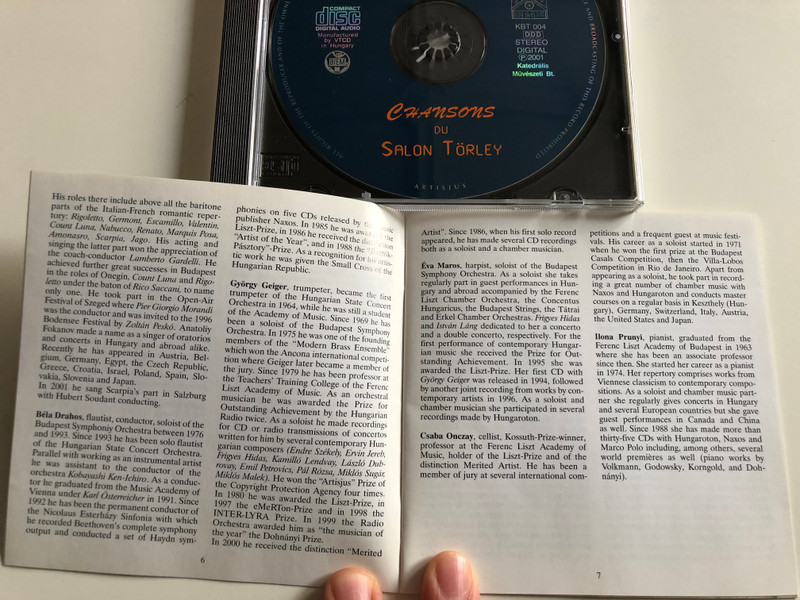 COMPACT
disc
DIGITAL AUDIO
Manufactured
by VTCD
in Hungary
KBT 004
DDD
STEREO
DIGITAL
Ⓟ2001
Katedrális
Művészeti Bt.
CHANSONS
DU
SALON TÖRLEY
ARTISJUS
His roles there include above all the baritone
parts of the Italian-French romantic reper-
tory: Rigoletto, Germont, Escamillo, Valentin,
Count Luna, Nabucco, Renato, Marquis Posa,
Amonasro, Scarpia, Jago. His acting and
singing the latter part won the appreciation of
the coach-conductor Lamberto Gardelli. He
achieved further great successes in Budapest
in the roles of Onegin, Count Luna and Rigo-
letto under the baton of Rico Saccani, to name
only one. He took part in the Open-Air
Festival of Szeged where Pier Giorgio Morandi
was the conductor and was invited to the 1996
Bodensee Festival by Zoltán Peskó. Anatoliy
Fokanov made a name as a singer of oratorios
and concerts in Hungary and abroad alike.
Recently he has appeared in Austria, Bel-
gium, Germany, Egypt, the Czech Republic,
Greece, Croatia, Israel, Poland, Spain, Slo-
vakia, Slovenia and Japan.
In 2001 he sang Scarpia's part in Salzburg
with Hubert Soudant conducting.
Béla Drahos, flautist, conductor, soloist of the
Budapest Symphoniy Orchestra between 1976
and 1993. Since 1993 he has been solo flautist
of the Hungarian State Concert Orchestra.
Parallel with working as an instrumental artist
he was assistant to the conductor of the
orchestra Kobayashi Ken-Ichiro. As a conduc-
tor he graduated from the Music Academy of
Vienna under Karl Österreicher in 1991. Since
1992 he has been the permanent conductor of
the Nicolaus Esterházy Sinfonia with which
he recorded Beethoven's complete symphony
output and conducted a set of Haydn sym-
6
phonies on five CDs released by the
publisher Naxos. In 1985 he was
Liszt-Prize, in 1986 he received the
"Artist of the Year", and in 1988 the
Pásztory"-Prize. As a recognition for
tic work he was given the Small Cross of the
Hungarian Republic.
György Geiger, trumpeter, became the first
trumpeter of the Hungarian State Concert
Orchestra in 1964, while he was still a student
of the Academy of Music. Since 1969 he has
been a soloist of the Budapest Symphony
Orchestra. In 1975 he was one of the founding
members of the "Modern Brass Ensemble"
which won the Ancona international competi-
tion where Geiger later became a member of
the jury. Since 1979 he has been professor at
the Teachers' Training College of the Ferenc
Liszt Academy of Music. As an orchestral
musician he was awarded the Prize for
Outstanding Achievement by the Hungarian
Radio twice. As a soloist he made recordings
for CD or radio transmissions of concertos
written for him by several contemporary Hun-
garian composers (Endre Székely, Ervin Jereb,
Frigyes Hidas, Kamilló Lendvay, László Dub-
rovay, Emil Petrovics, Pál Rózsa, Miklós Sugár
Miklós Malek). He won the "Artisjus" Prize of
the Copyright Protection Agency four times.
In 1980 he was awarded the Liszt-Prize, in
1997 the eMeRTon-Prize and in 1998 the
INTER-LYRA Prize. In 1999 the Radio
Orchestra awarded him as "the musician of
the year" the Dohnányi Prize.
In 2000 he received the distinction "Merited
Artist". Since 1986, when his first solo record
appeared, he has made several CD recordings
both as a soloist and a chamber musician.
Éva Maros, harpist, soloist of the Budapest
Symphony Orchestra. As a soloist she takes
regularly part in guest performances in Hun-
gary and abroad accompanied by the Ferenc
Liszt Chamber Orchestra, the Concentus
Hungaricus, the Budapest Strings, the Tátrai
and Erkel Chamber Orchestras. Frigyes Hidas
and István Láng dedicated to her a concerto
and a double concerto, respectively. For the
first performance of contemporary Hungar-
ian music she received the Prize for Out-
standing Achievement. In 1995 she was
awarded the Liszt-Prize. Her first CD with
György Geiger was released in 1994, followed
by another joint recording from works by con-
temporary artists in 1996. As a soloist and
chamber musician she participated in several
recordings made by Hungaroton.
Csaba Onczay, cellist, Kossuth-Prize-winner,
professor at the Ferenc Liszt Academy of
Music, holder of the Liszt-Prize and of the
distinction Merited Artist. He has been a
member of jury at several international com-
petitions and a frequent guest at music festi-
vals. His career as a soloist started in 1971
when he won the first prize at the Budapest
Casals Competition, then the Villa-Lobos
Competition in Rio de Janeiro. Apart from
appearing as a soloist, he took part in record-
ing a great number of chamber music with
Naxos and Hungaroton and conducts master
courses on a regular basis in Keszthely (Hun-
gary), Germany, Switzerland, Italy, Austria,
the United States and Japan.
Ilona Prunyi, pianist, graduated from the
Ferenc Liszt Academy of Budapest in 1963
where she has been an associate professor
since then. She started her career as a pianist
in 1974. Her repertory comprises works from
Viennese classicism to contemporary compo-
sitions. As a soloist and chamber music part-
ner she regularly gives concerts in Hungary
and several European countries but she gave
guest performances in Canada and China
as well. Since 1988 she has made more than
thirty-five CDs with Hungaroton, Naxos and
Marco Polo including, among others, several
world premières as well (piano works by
Volkmann, Godowsky, Korngold, and Doh-
nányi).
7